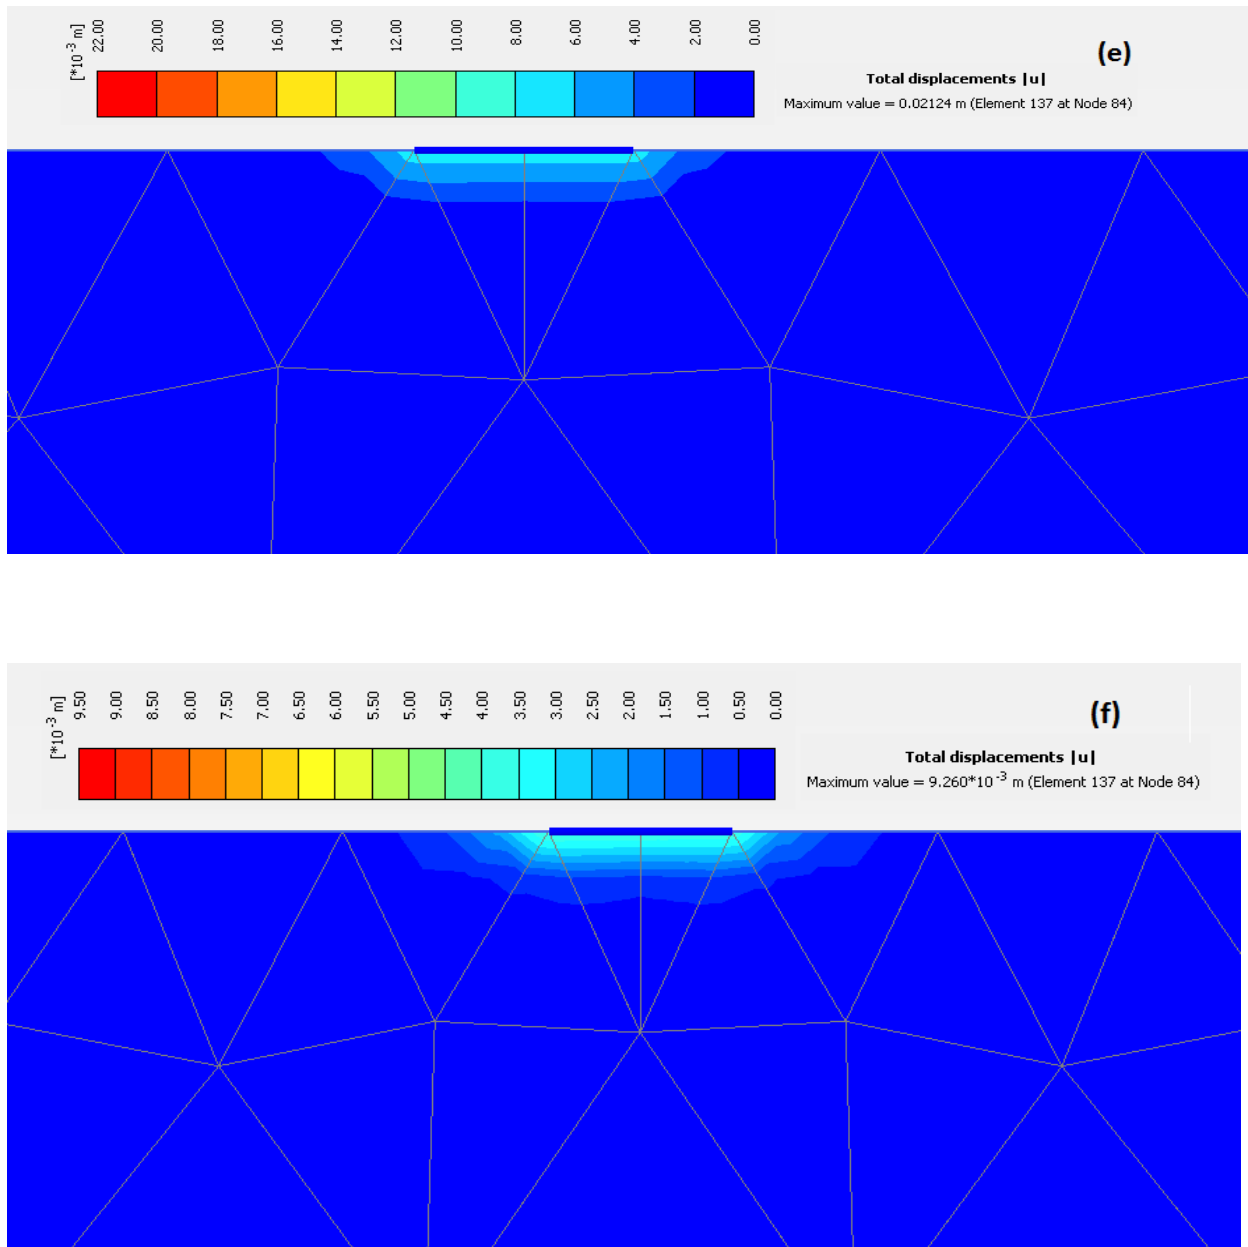 [*10⁻³ m]
22.00 20.00 18.00 16.00 14.00 12.00 10.00 8.00 6.00 4.00 2.00 0.00
(e)
Total displacements |u|
Maximum value = 0.02124 m (Element 137 at Node 84)
[*10⁻³ m]
9.50 9.00 8.50 8.00 7.50 7.00 6.50 6.00 5.50 5.00 4.50 4.00 3.50 3.00 2.50 2.00 1.50 1.00 0.50 0.00
(f)
Total displacements |u|
Maximum value = 9.260*10⁻³ m (Element 137 at Node 84)